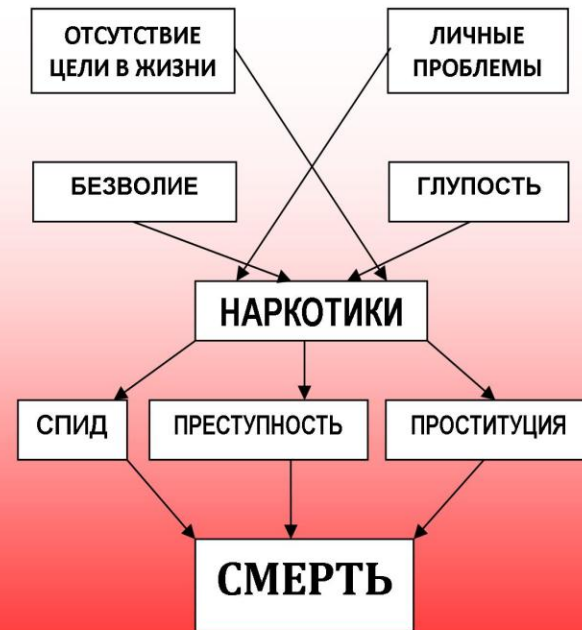 ОТСУТСТВИЕ
ЦЕЛИ В ЖИЗНИ
ЛИЧНЫЕ
ПРОБЛЕМЫ
БЕЗВОЛИЕ
ГЛУПОСТЬ
НАРКОТИКИ
СПИД
ПРЕСТУПНОСТЬ
ПРОСТИТУЦИЯ
СМЕРТЬ